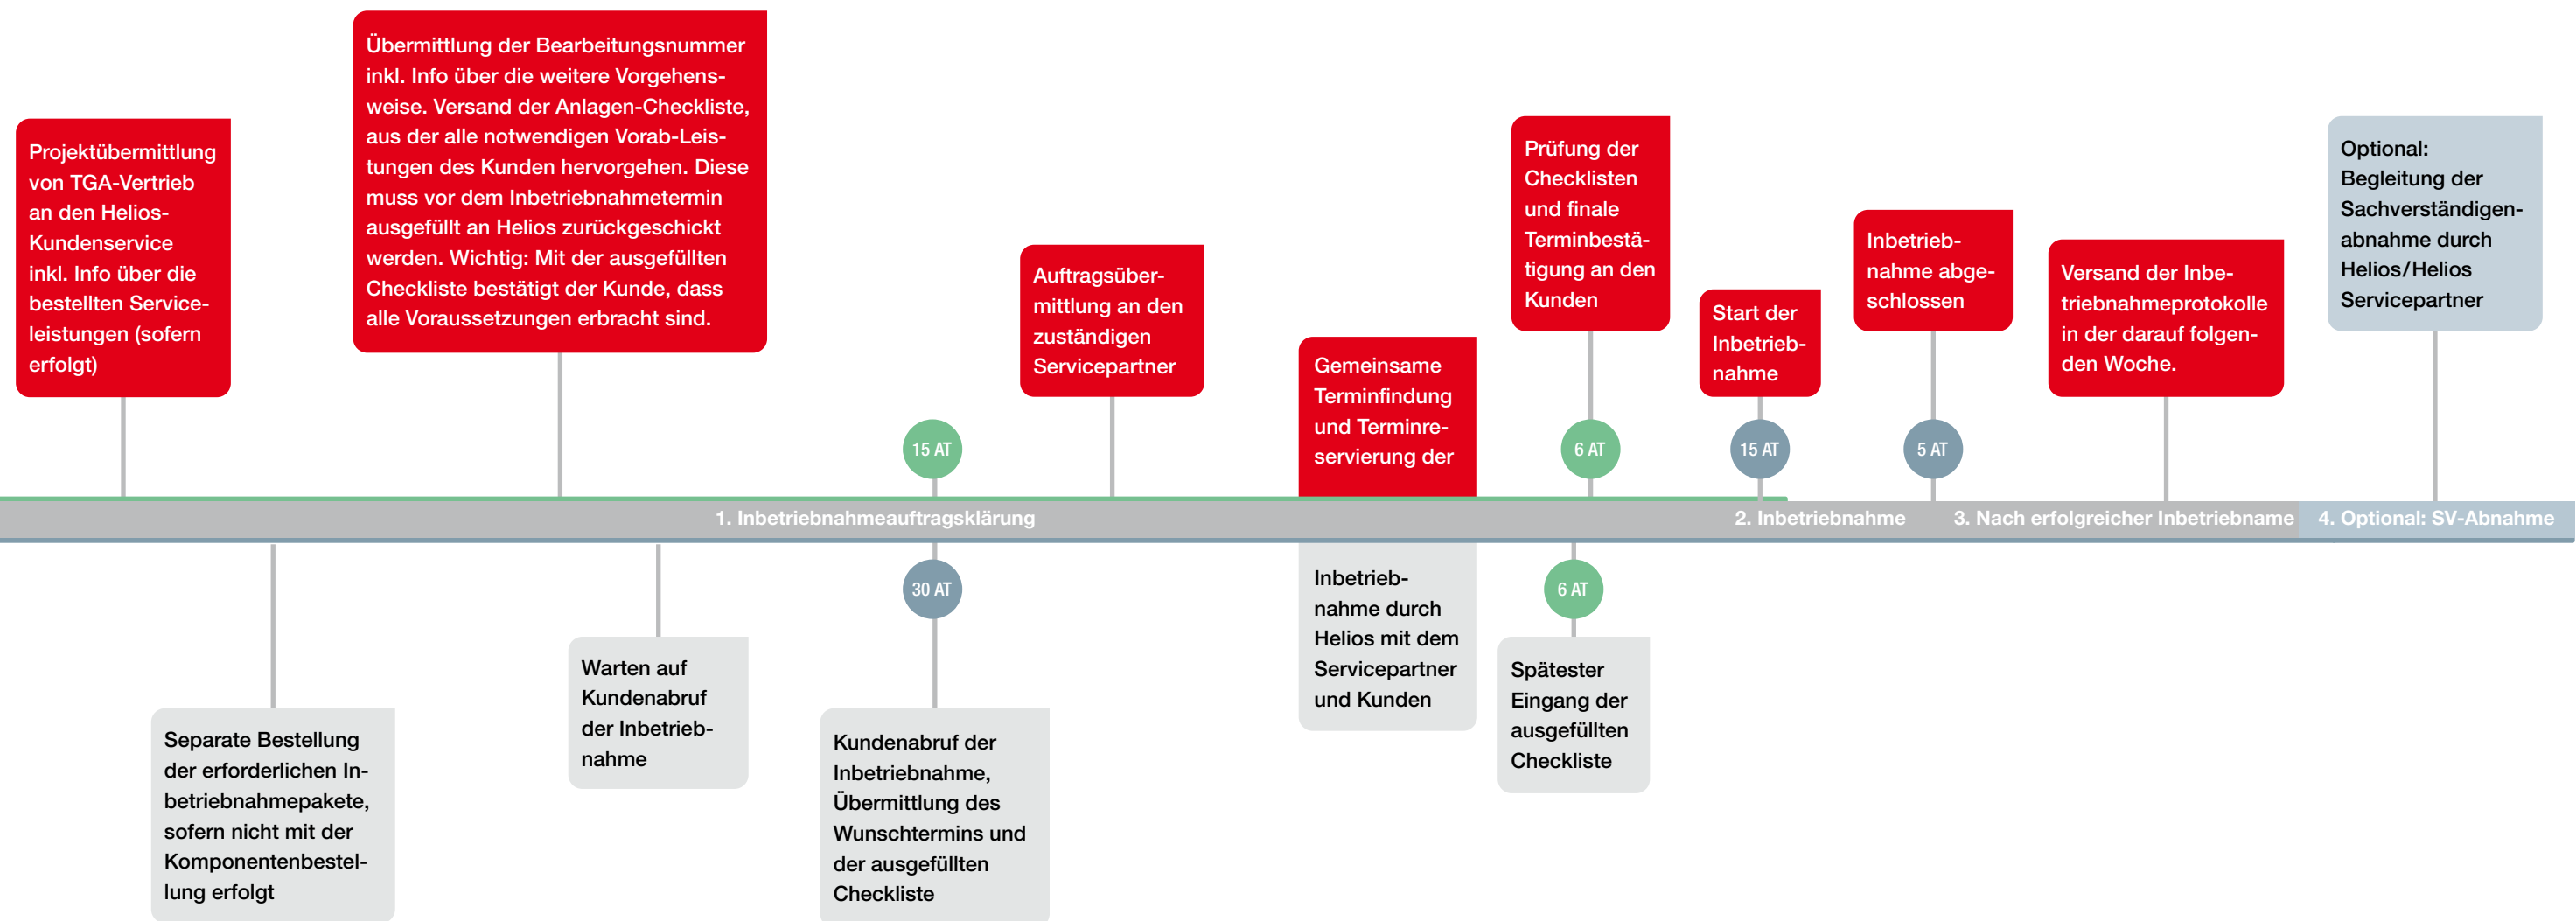 Projektübermittlung
von TGA-Vertrieb
an den Helios-
Kundenservice
inkl. Info über die
bestellten Service-
leistungen (sofern
erfolgt)
Übermittlung der Bearbeitungsnummer
inkl. Info über die weitere Vorgehens-
weise. Versand der Anlagen-Checkliste,
aus der alle notwendigen Vorab-Leis-
tungen des Kunden hervorgehen. Diese
muss vor dem Inbetriebnahmetermin
ausgefüllt an Helios zurückgeschickt
werden. Wichtig: Mit der ausgefüllten
Checkliste bestätigt der Kunde, dass
alle Voraussetzungen erbracht sind.
15 AT
Auftragsüber-
mittlung an den
zuständigen
Servicepartner
Gemeinsame
Terminfindung
und Terminre-
servierung der
Prüfung der
Checklisten
und finale
Terminbestä-
tigung an den
Kunden
6 AT
Start der
Inbetrieb-
nahme
15 AT
Inbetrieb-
nahme abge-
schlossen
5 AT
Versand der Inbe-
triebnahmeprotokolle
in der darauf folgen-
den Woche.
Optional:
Begleitung der
Sachverständigen-
abnahme durch
Helios/Helios
Servicepartner
1. Inbetriebnahmeauftragsklärung
2. Inbetriebnahme
3. Nach erfolgreicher Inbetriebname
4. Optional: SV-Abnahme
Separate Bestellung
der erforderlichen In-
betriebnahmepakete,
sofern nicht mit der
Komponentenbestel-
lung erfolgt
Warten auf
Kundenabruf
der Inbetrieb-
nahme
30 AT
Kundenabruf der
Inbetriebnahme,
Übermittlung des
Wunschtermins und
der ausgefüllten
Checkliste
Inbetrieb-
nahme durch
Helios mit dem
Servicepartner
und Kunden
6 AT
Spätester
Eingang der
ausgefüllten
Checkliste